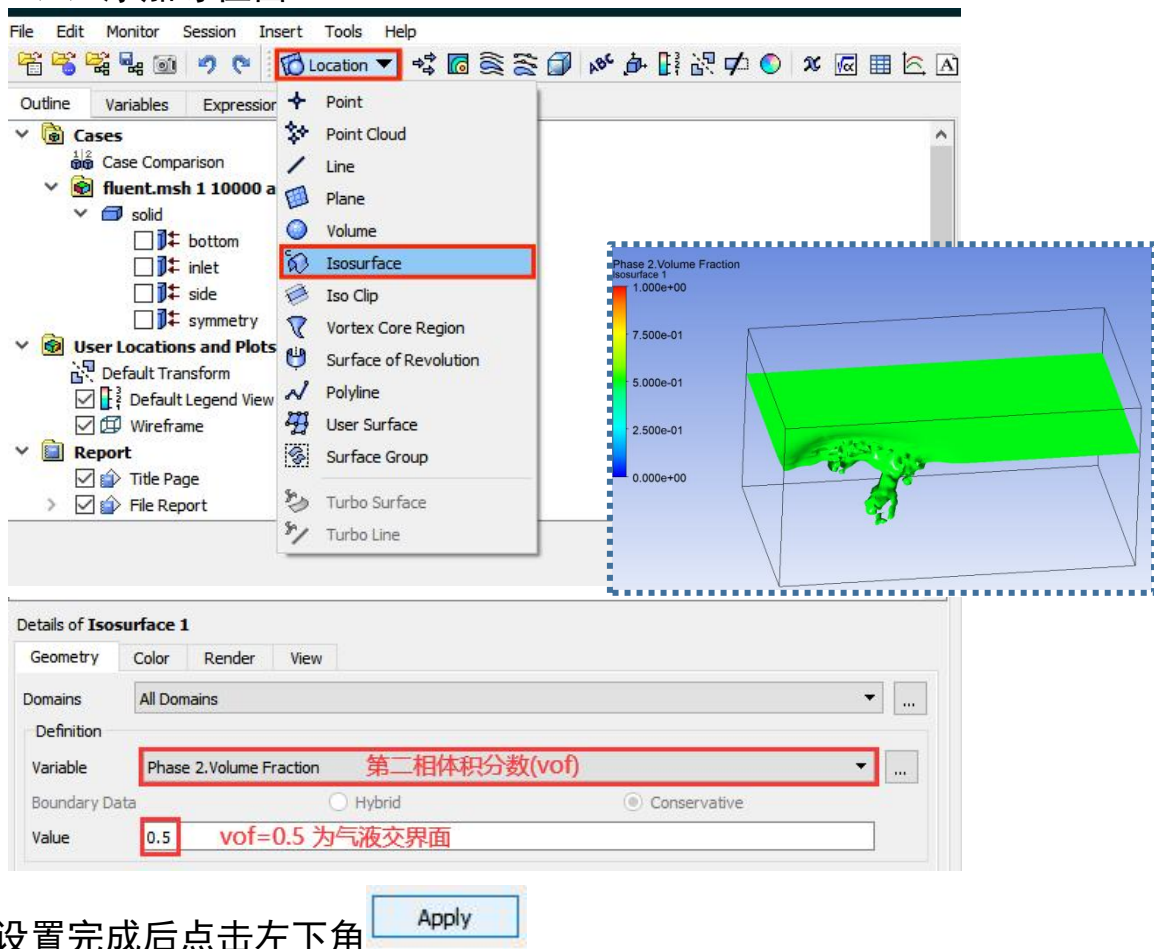 File Edit Monitor Session Insert Tools Help
Location
Outline Variables Expression
Cases
Case Comparison
fluent.msh 1 10000 a
solid
bottom
inlet
side
symmetry
User Locations and Plots
Default Transform
Default Legend View
Wireframe
Report
Title Page
File Report
Point
Point Cloud
Line
Plane
Volume
Isosurface
Iso Clip
Vortex Core Region
Surface of Revolution
Polyline
User Surface
Surface Group
Turbo Surface
Turbo Line
Phase 2.Volume Fraction
Isosurface 1
1.000e+00
7.500e-01
5.000e-01
2.500e-01
0.000e+00
Details of Isosurface 1
Geometry Color Render View
Domains All Domains ...
Definition
Variable Phase 2.Volume Fraction 第二相体积分数(vof) ...
Boundary Data Hybrid Conservative
Value 0.5 vof=0.5 为气液交界面
设置完成后点击左下角 Apply